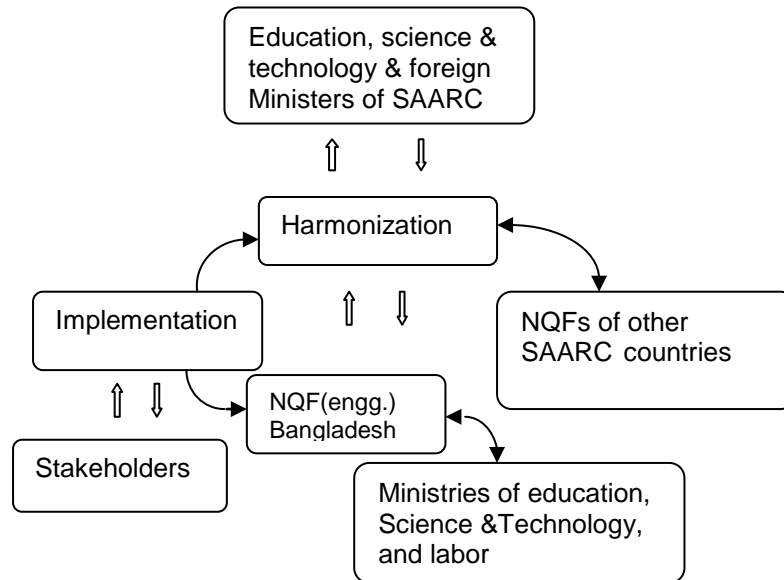 Education, science &
technology & foreign
Ministers of SAARC
Harmonization
Implementation
NQFs of other
SAARC countries
NQF(engg.)
Bangladesh
Stakeholders
Ministries of education,
Science &Technology,
and labor